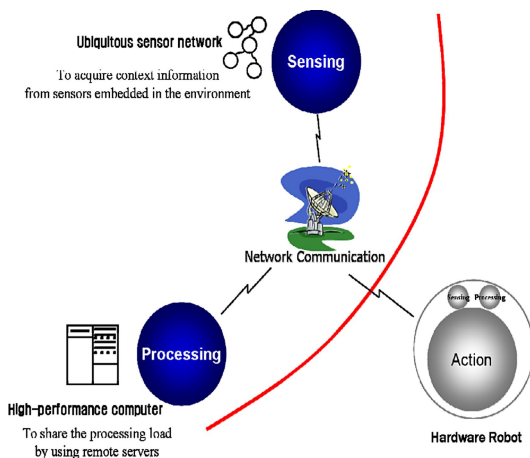 Ubiquitous sensor network
To acquire context information
from sensors embedded in the environment
Sensing
Network Communication
Processing
High-performance computer
To share the processing load
by using remote servers
Sensing Processing
Action
Hardware Robot